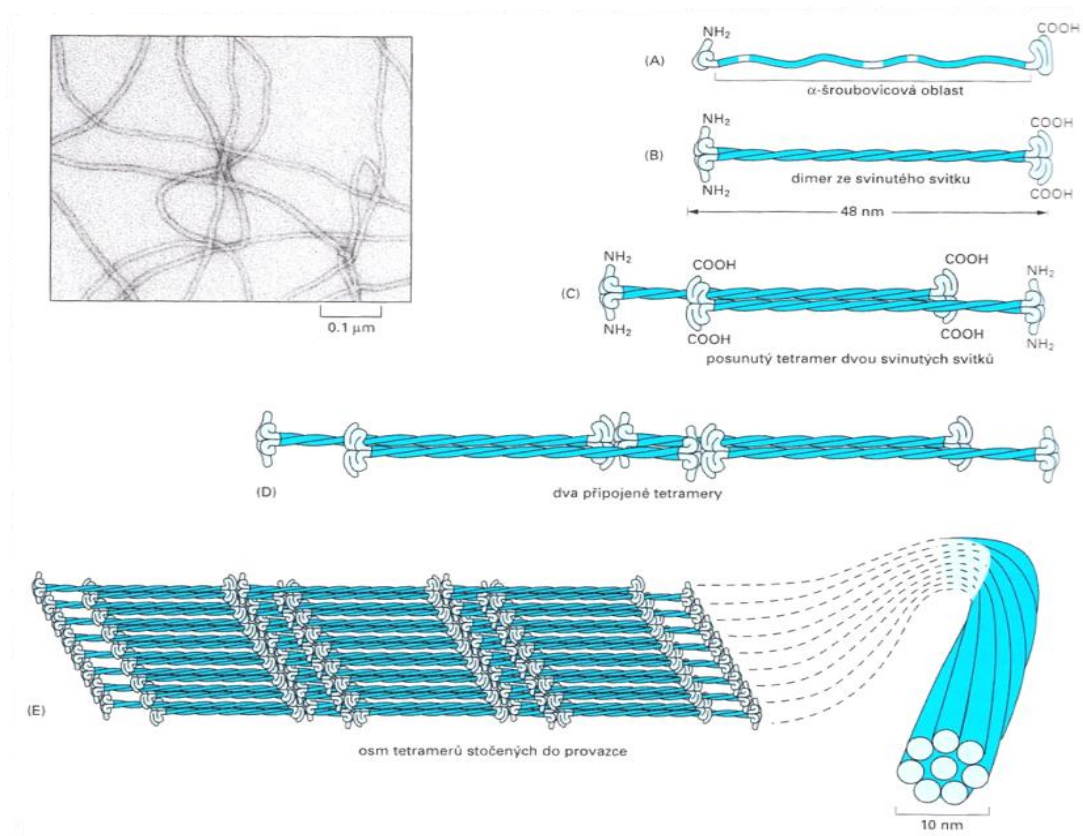 0.1 μm
(A)
NH₂
COOH
α-šroubovicová oblast
(B)
NH₂
COOH
NH₂
COOH
dimer ze svinutého svitku
48 nm
(C)
NH₂
COOH
COOH
NH₂
NH₂
COOH
COOH
NH₂
posunutý tetramer dvou svinutých svitků
(D)
dva připojené tetramery
(E)
osm tetramerů stočených do provazce
10 nm